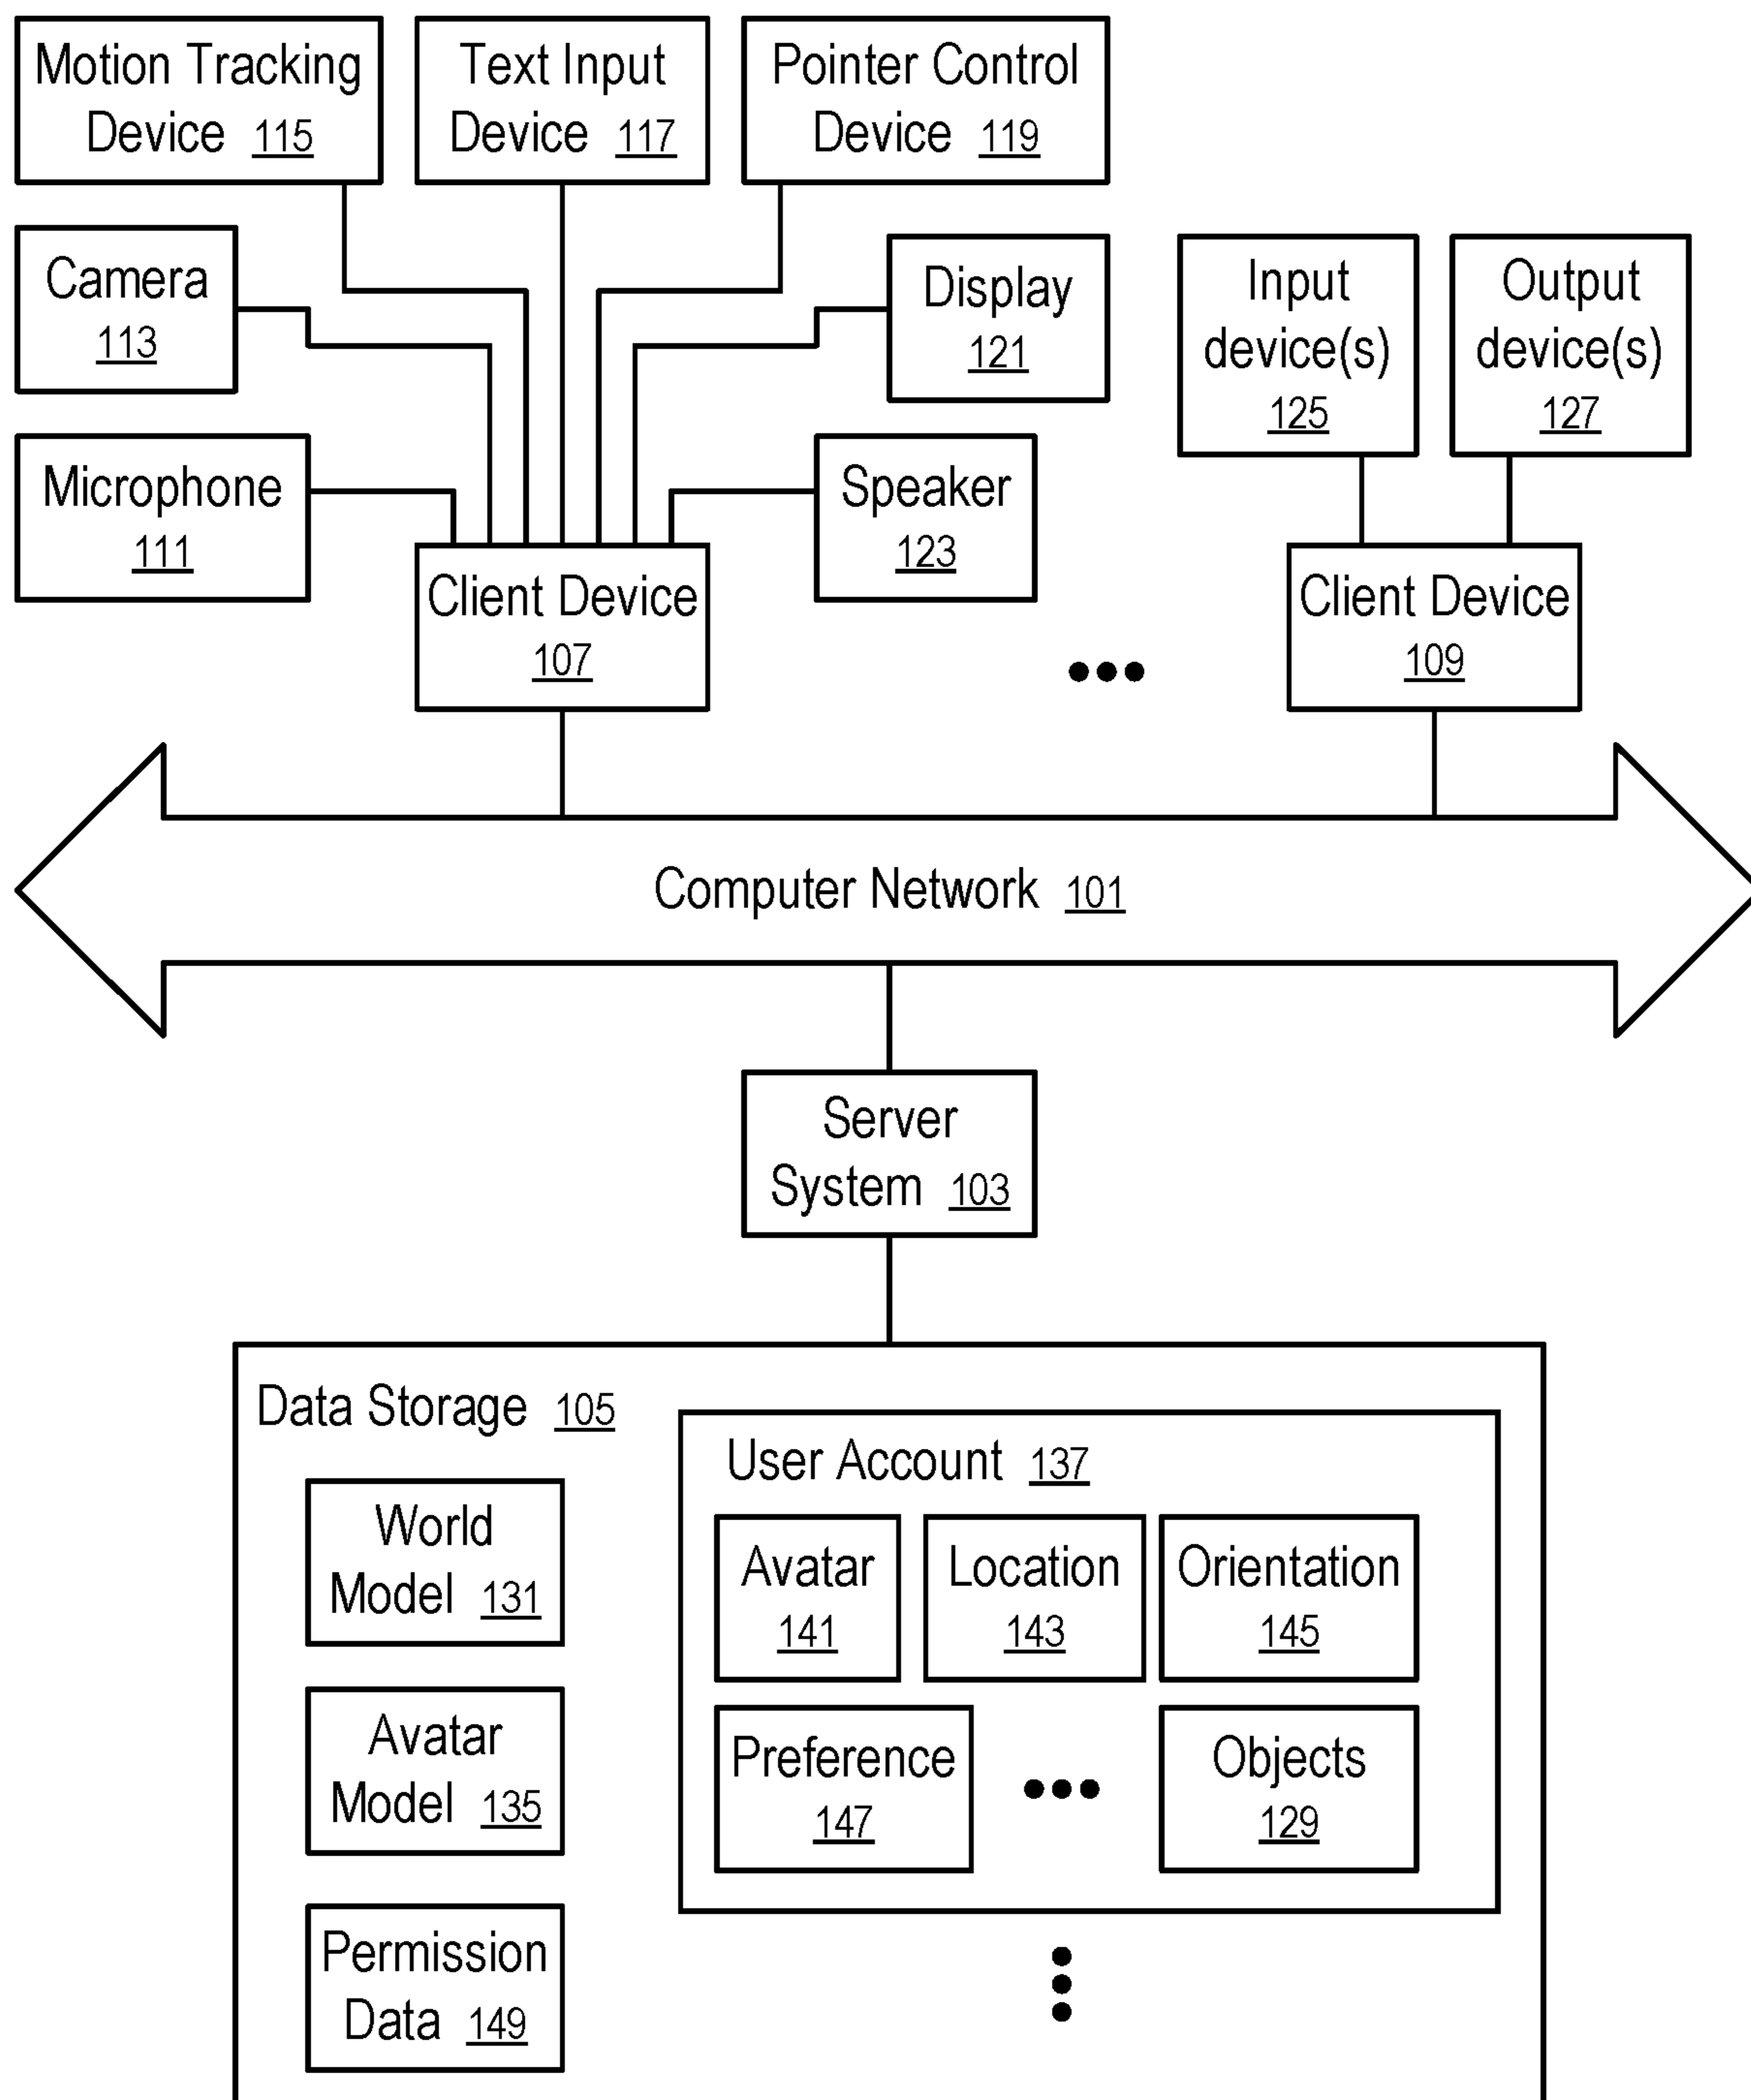 Motion Tracking
Device 115
Text Input
Device 117
Pointer Control
Device 119
Camera
113
Display
121
Input
device(s)
125
Output
device(s)
127
Microphone
111
Speaker
123
Client Device
107
Client Device
109
Computer Network 101
Server
System 103
Data Storage 105
User Account 137
World
Model 131
Avatar
141
Location
143
Orientation
145
Avatar
Model 135
Preference
147
Objects
129
Permission
Data 149